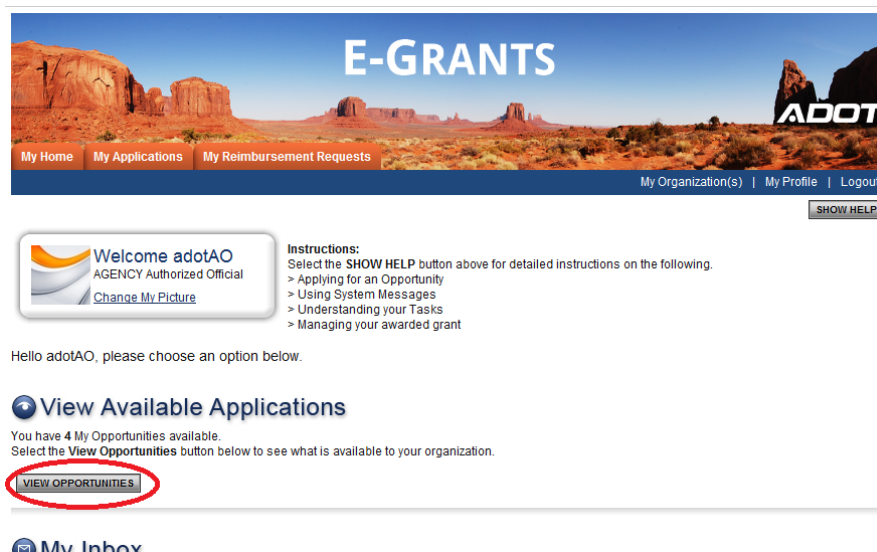 E-GRANTS
ADOT
My Home My Applications My Reimbursement Requests
My Organization(s) | My Profile | Logout
SHOW HELP
Welcome adotAO
AGENCY Authorized Official
Change My Picture
Instructions:
Select the SHOW HELP button above for detailed instructions on the following.
> Applying for an Opportunity
> Using System Messages
> Understanding your Tasks
> Managing your awarded grant
Hello adotAO, please choose an option below.
View Available Applications
You have 4 My Opportunities available.
Select the View Opportunities button below to see what is available to your organization.
VIEW OPPORTUNITIES
My Inbox